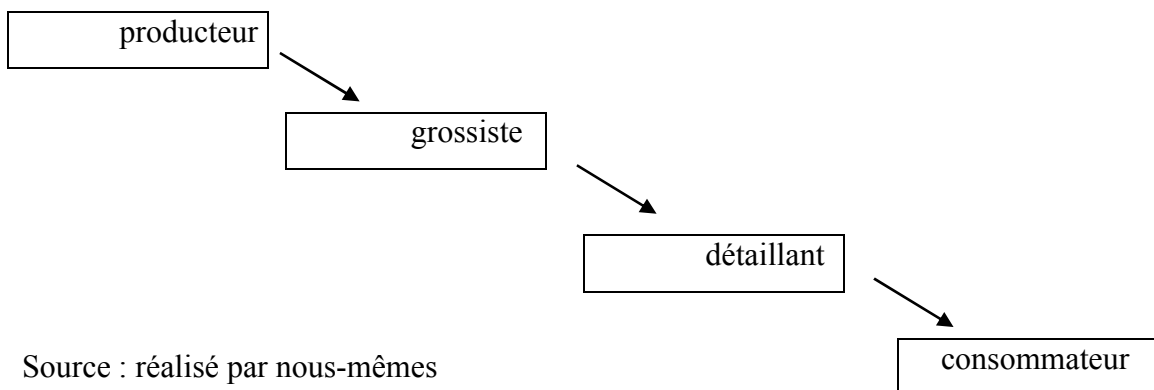 producteur
grossiste
détaillant
consommateur
Source : réalisé par nous-mêmes